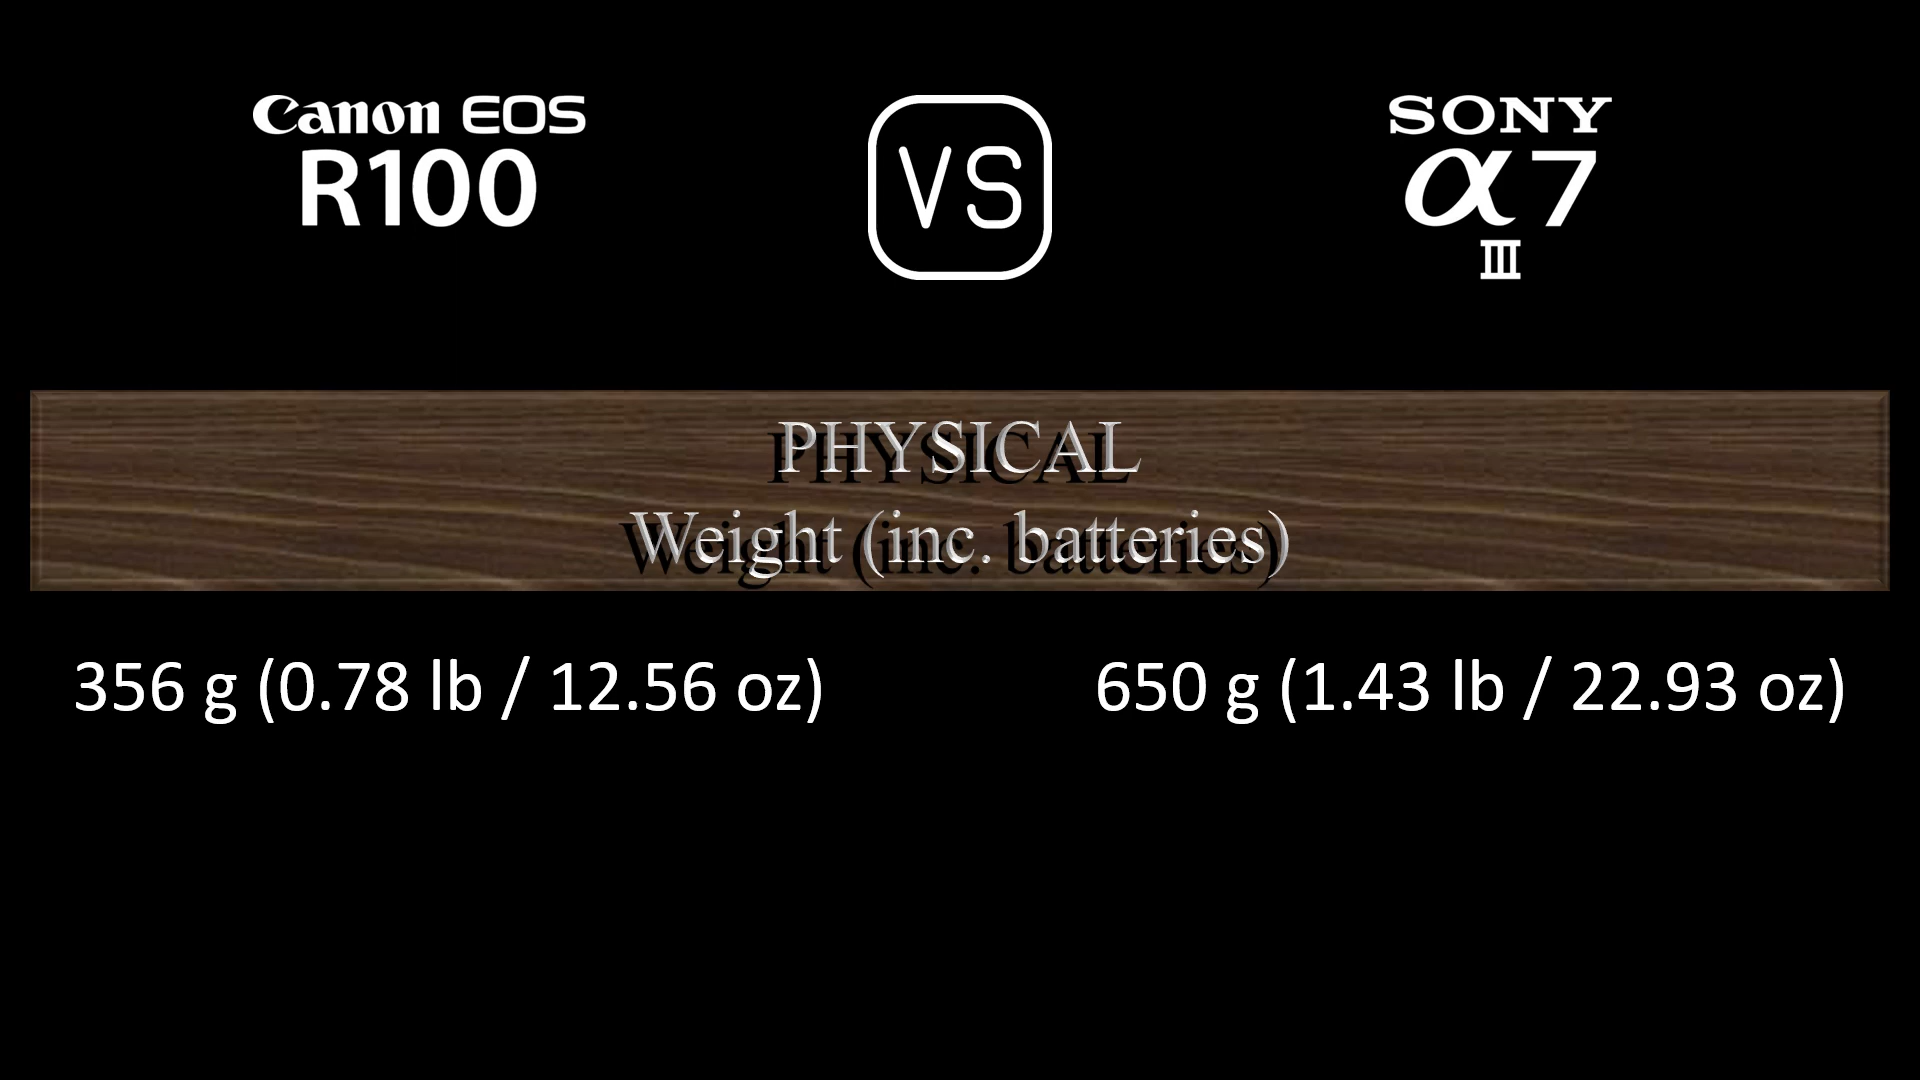 Canon EOS
R100
VS
SONY
α7
III
PHYSICAL
Weight (inc. batteries)
356 g (0.78 lb / 12.56 oz)
650 g (1.43 lb / 22.93 oz)